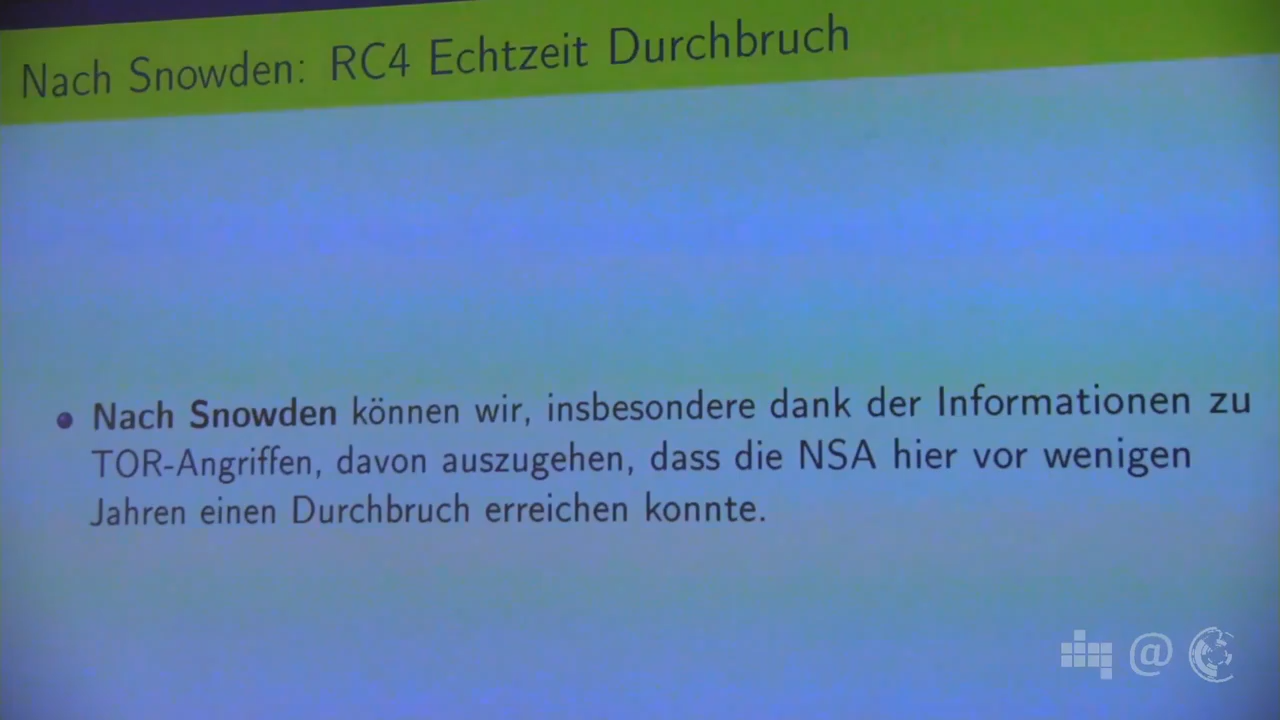 Nach Snowden: RC4 Echtzeit Durchbruch
Nach Snowden können wir, insbesondere dank der Informationen zu
TOR-Angriffen, davon auszugehen, dass die NSA hier vor wenigen
Jahren einen Durchbruch erreichen konnte.
@